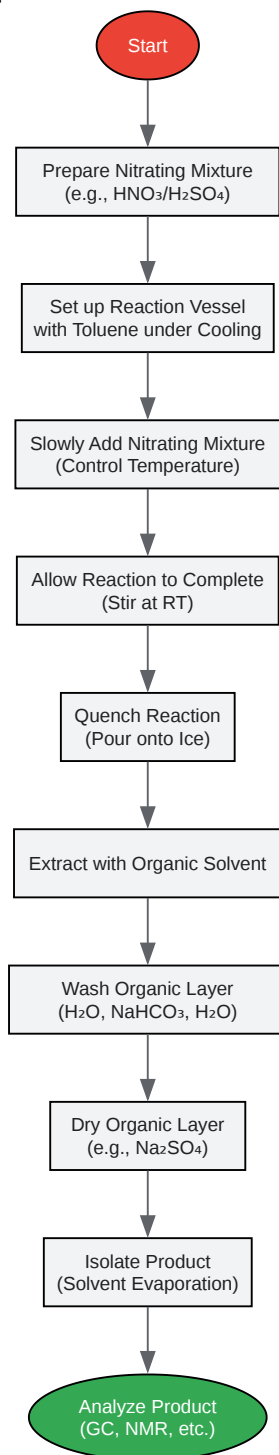 Start
Prepare Nitrating Mixture
(e.g., HNO₃/H₂SO₄)
Set up Reaction Vessel
with Toluene under Cooling
Slowly Add Nitrating Mixture
(Control Temperature)
Allow Reaction to Complete
(Stir at RT)
Quench Reaction
(Pour onto Ice)
Extract with Organic Solvent
Wash Organic Layer
(H₂O, NaHCO₃, H₂O)
Dry Organic Layer
(e.g., Na₂SO₄)
Isolate Product
(Solvent Evaporation)
Analyze Product
(GC, NMR, etc.)